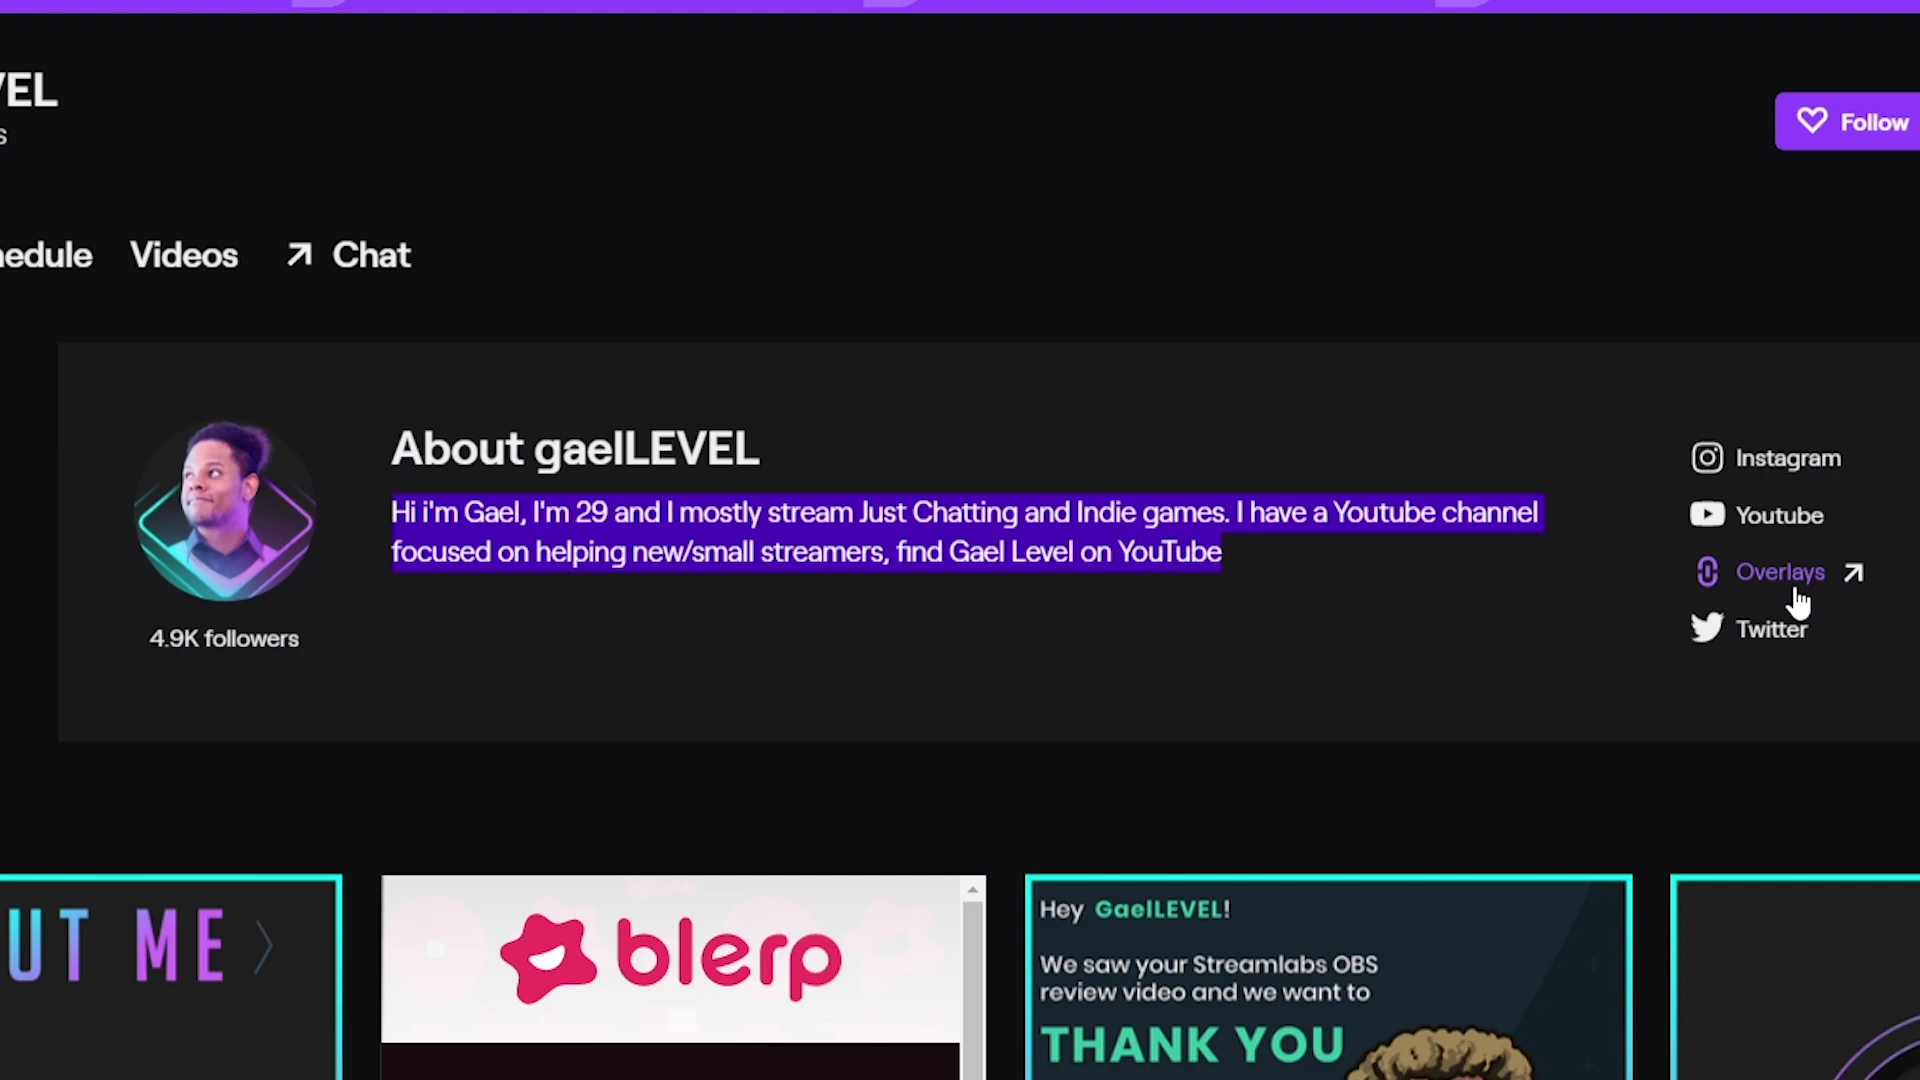 VEL
s
Follow
hedule Videos Chat
About gaelLEVEL
Hi i'm Gael, I'm 29 and I mostly stream Just Chatting and Indie games. I have a Youtube channel
focused on helping new/small streamers, find Gael Level on YouTube
4.9K followers
Instagram
Youtube
Overlays
Twitter
UT ME
blerp
Hey GaelLEVEL!
We saw your Streamlabs OBS
review video and we want to
THANK YOU